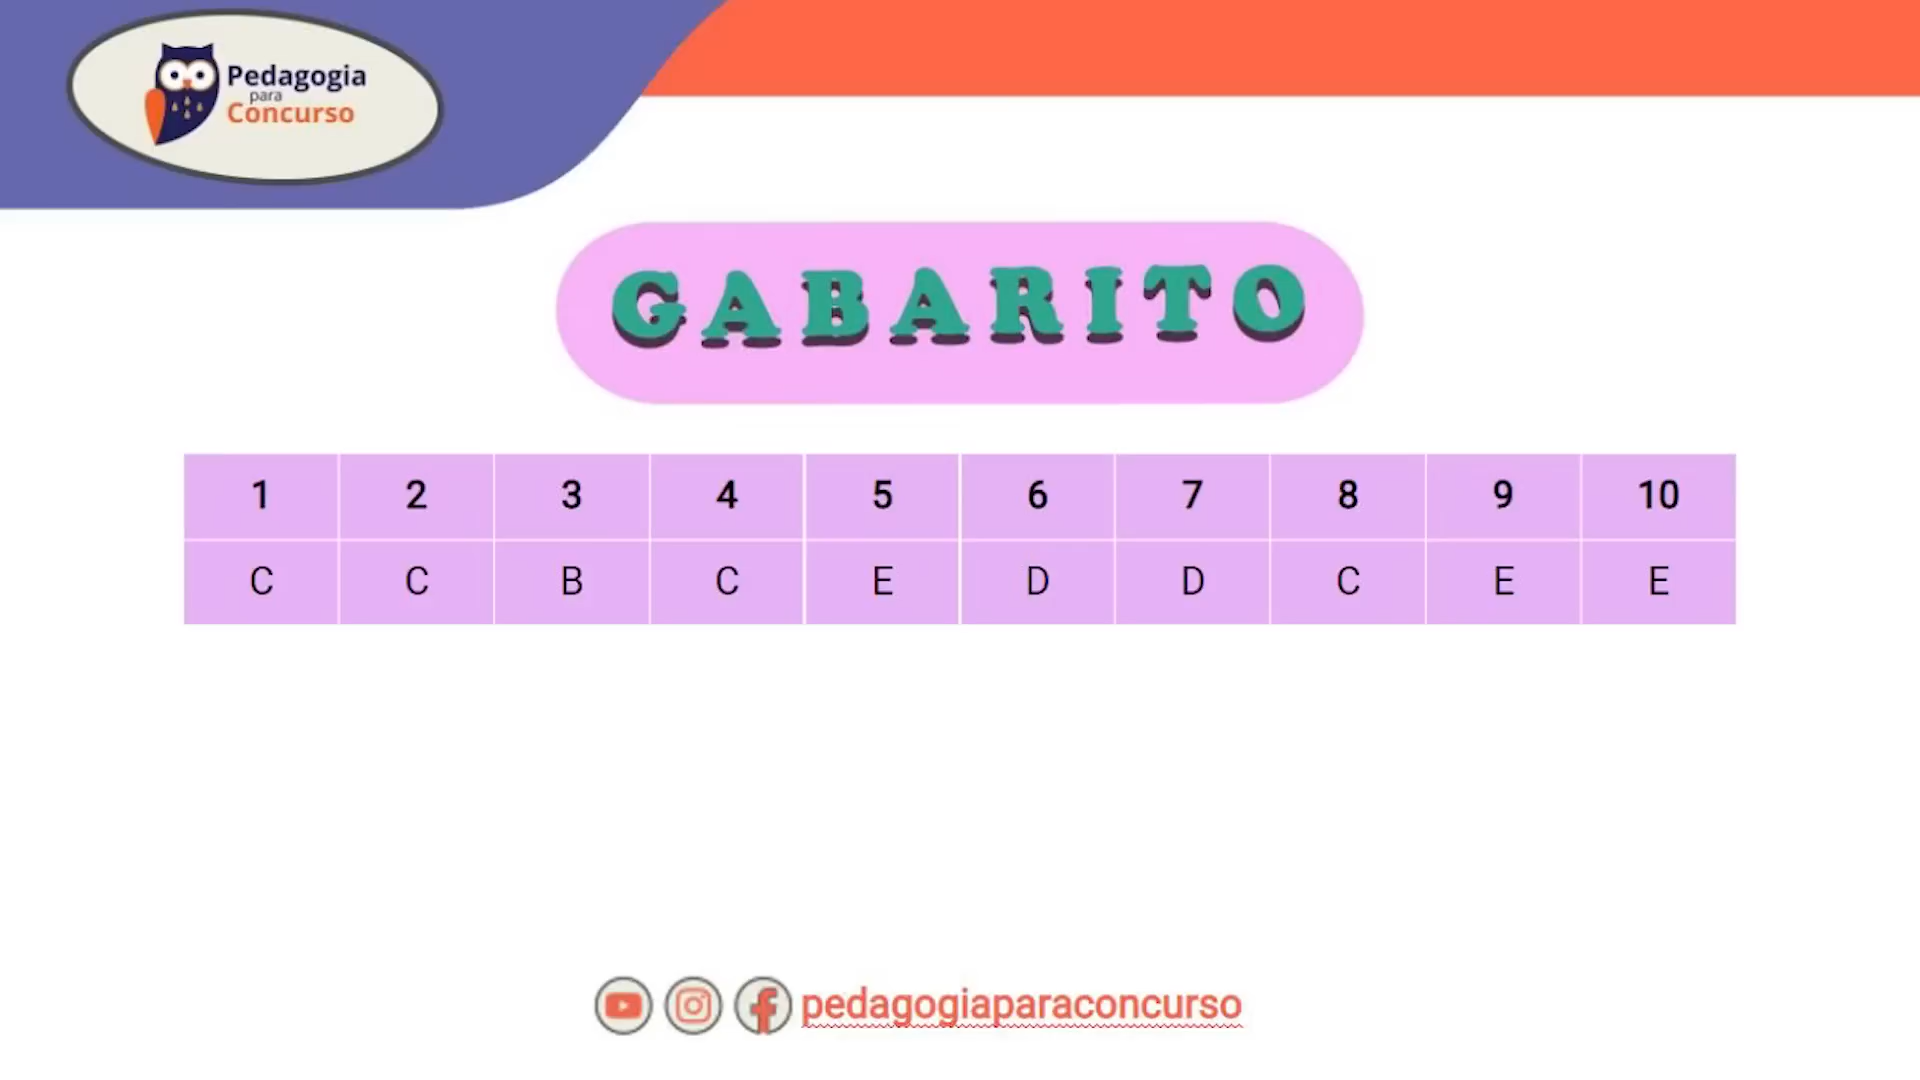 Pedagogia
para
Concurso
GABARITO
1 2 3 4 5 6 7 8 9 10
C C B C E D D C E E
pedagogiaparaconcurso